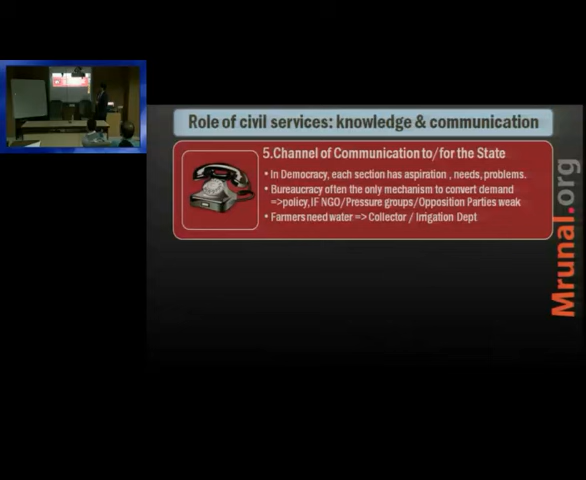 Role of civil services: knowledge & communication
5.Channel of Communication to/for the State
• In Democracy, each section has aspiration , needs, problems.
• Bureaucracy often the only mechanism to convert demand
=>policy, IF NGO/Pressure groups/Opposition Parties weak
• Farmers need water => Collector / Irrigation Dept
Mrunal.org